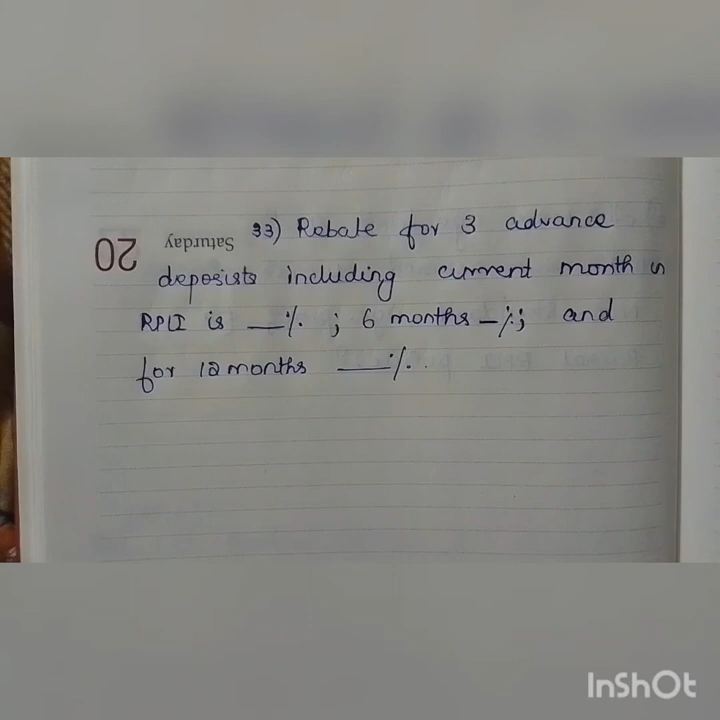 20 Saturday
33) Rebate for 3 advance
deposists including current month in
RPLI is __%. ; 6 months _%; and
for 12 months ___%.
InShOt